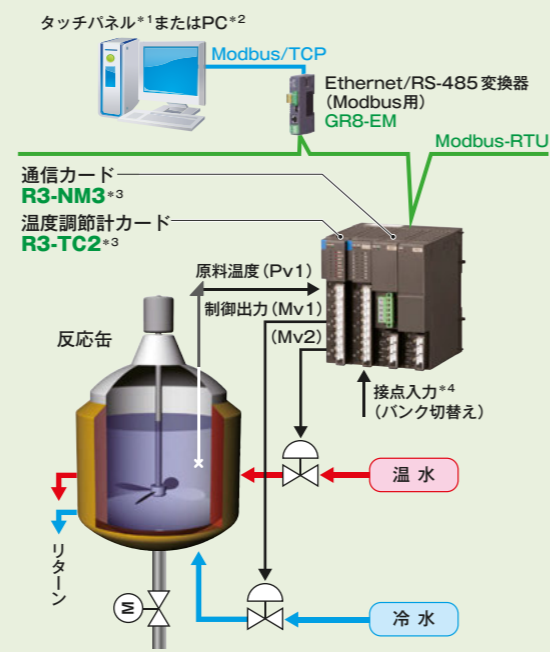 タッチパネル*1またはPC*2
Modbus/TCP
Ethernet/RS-485変換器
（Modbus用）
GR8-EM
Modbus-RTU
通信カード
R3-NM3*3
温度調節計カード
R3-TC2*3
原料温度（Pv1）
制御出力（Mv1）
（Mv2）
反応缶
接点入力*4
（バンク切替え）
温 水
リターン
M
冷 水